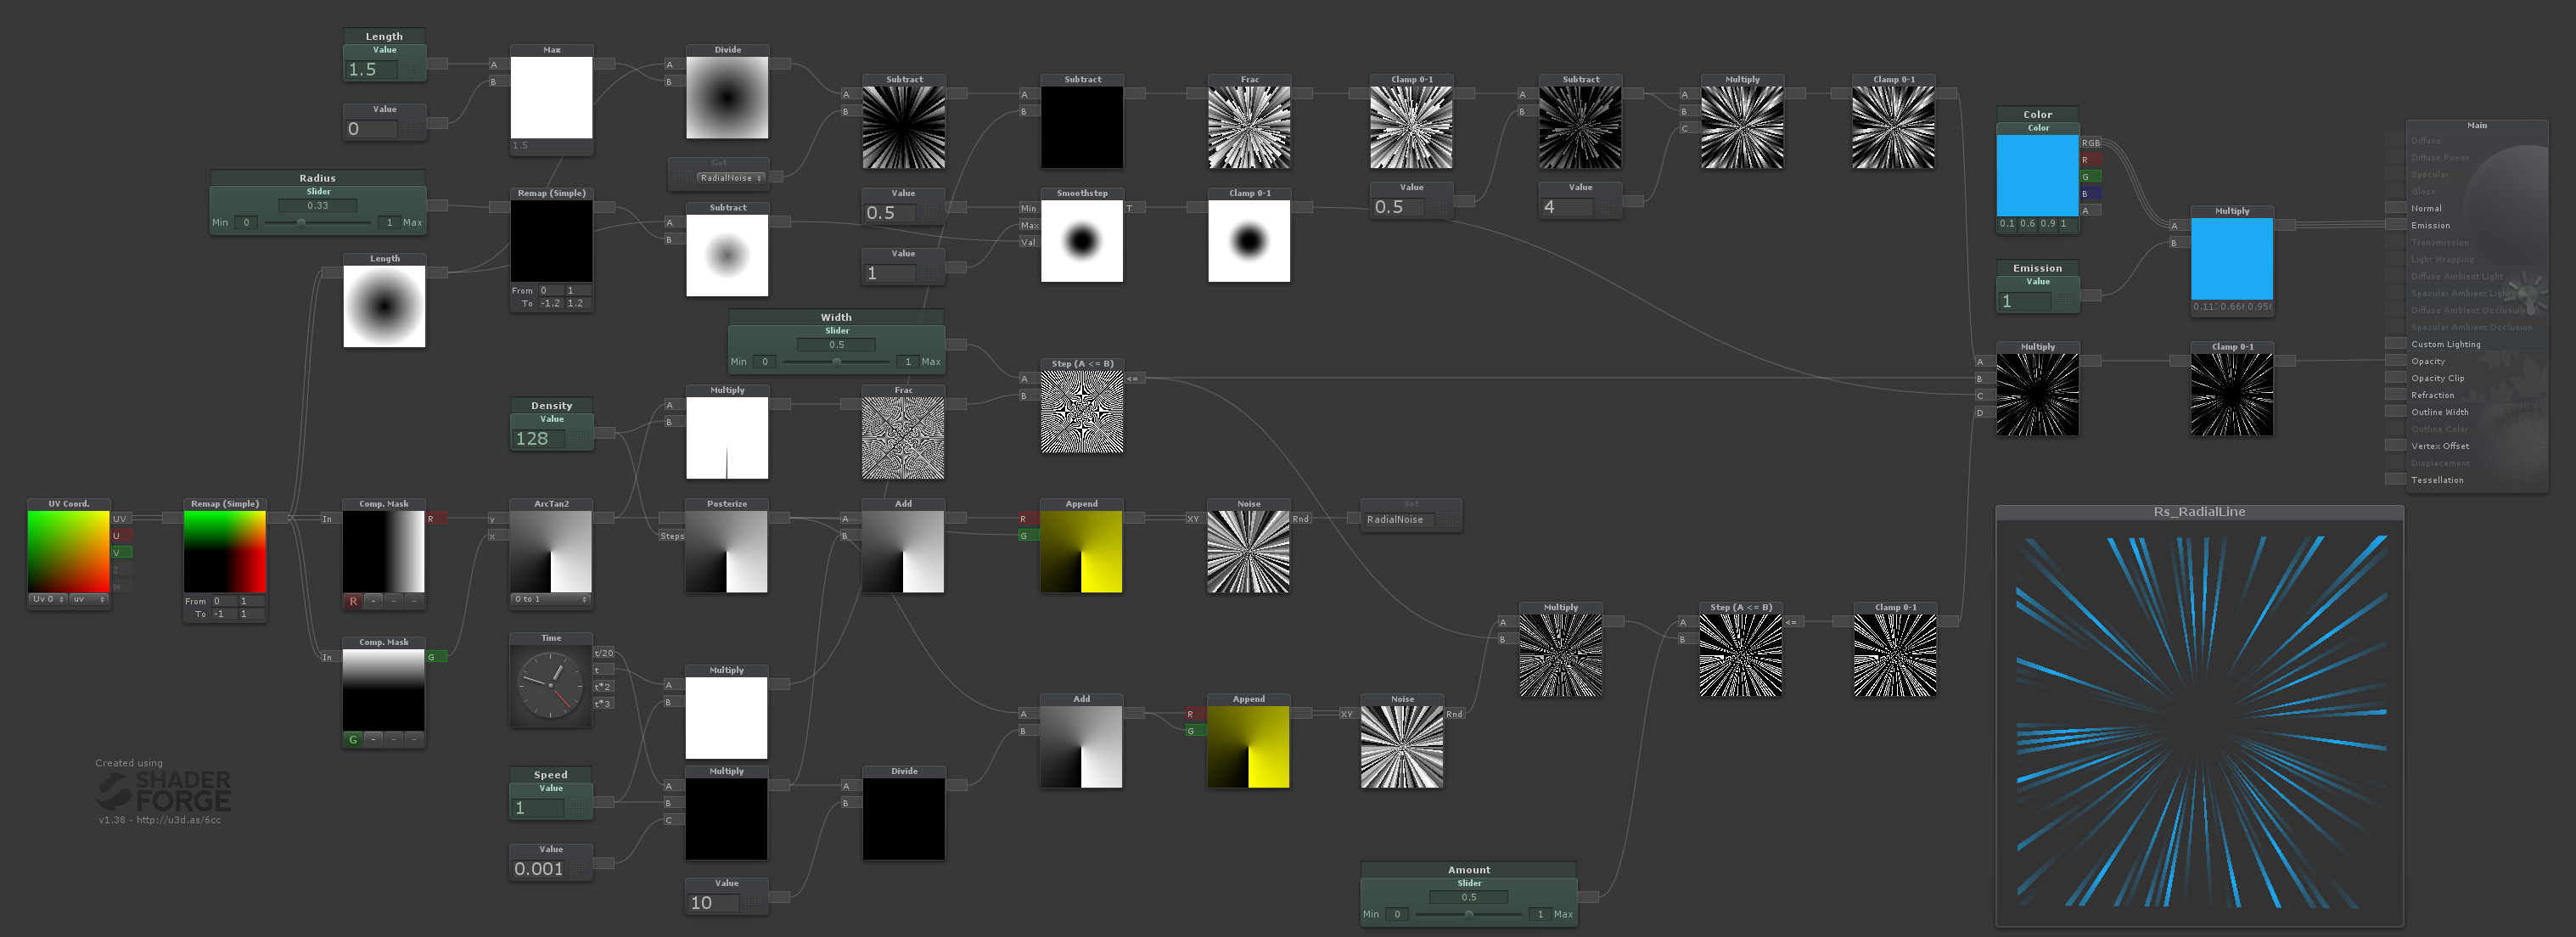 Length
Value
1.5
A
B
Max
1.5
Value
0
A
B
Divide
Get
RadialNoise
A
B
Subtract
A
B
Subtract
Frac
Clamp 0-1
A
B
Subtract
A
B
C
Multiply
Clamp 0-1
Radius
Slider
0.33
Min 0 1 Max
Remap (Simple)
From 0 1
To -1.2 1.2
A
B
Subtract
Value
0.5
Value
1
Min
Max
Val
Smoothstep
T
Clamp 0-1
Value
0.5
Value
4
Length
Color
Color
RGB
R
G
B
A
0.1 0.6 0.9 1
Emission
Value
1
A
B
Multiply
Main
Diffuse
Diffuse Power
Specular
Gloss
Normal
Emission
Transmission
Light Wrapping
Diffuse Ambient Light
Specular Ambient Light
Diffuse Ambient Occlusion
Specular Ambient Occlusion
Custom Lighting
Opacity
Opacity Clip
Refraction
Outline Width
Outline Color
Vertex Offset
Displacement
Tessellation
Width
Slider
0.5
Min 0 1 Max
A
B
Step (A <= B)
<=
Density
Value
128
A
B
Multiply
Frac
A
B
C
D
Multiply
Clamp 0-1
UV Coord.
UV
U
V
Z
W
Uv 0 uv
Remap (Simple)
From 0 1
To -1 1
In
Comp. Mask
R
R - - -
In
Comp. Mask
G
G - - -
y
x
ArcTan2
0 to 1
Steps
Posterize
A
B
Add
R
G
Append
XY
Noise
Rnd
Set
RadialNoise
Time
t/20
t
t*2
t*3
A
B
Multiply
Speed
Value
1
Value
0.001
A
B
C
Multiply
Value
10
A
B
Divide
A
B
Add
R
G
Append
XY
Noise
Rnd
A
B
Multiply
A
B
Step (A <= B)
<=
Clamp 0-1
Amount
Slider
0.5
Min 0 1 Max
Rs_RadialLine
Created using
SHADER
FORGE
v1.38 - http://u3d.as/6cc